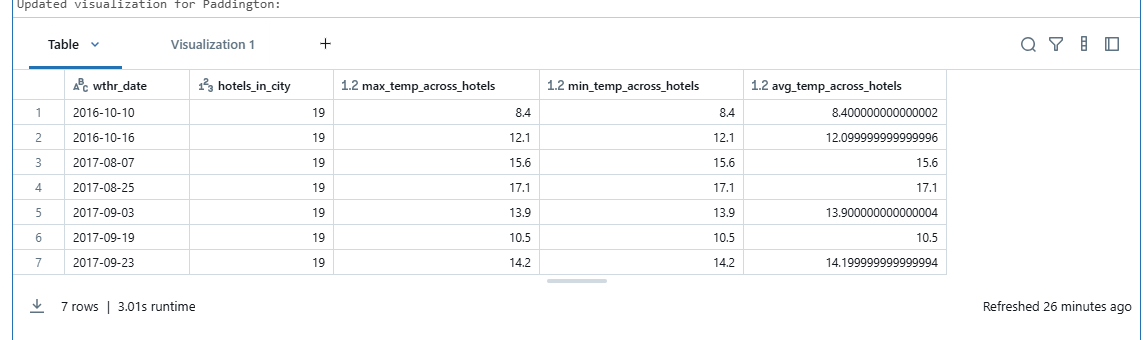 Updated visualization for Paddington:
Table Visualization 1 +
ABC wthr_date 123 hotels_in_city 1.2 max_temp_across_hotels 1.2 min_temp_across_hotels 1.2 avg_temp_across_hotels
1 2016-10-10 19 8.4 8.4 8.400000000000002
2 2016-10-16 19 12.1 12.1 12.099999999999996
3 2017-08-07 19 15.6 15.6 15.6
4 2017-08-25 19 17.1 17.1 17.1
5 2017-09-03 19 13.9 13.9 13.900000000000004
6 2017-09-19 19 10.5 10.5 10.5
7 2017-09-23 19 14.2 14.2 14.199999999999994
7 rows | 3.01s runtime Refreshed 26 minutes ago